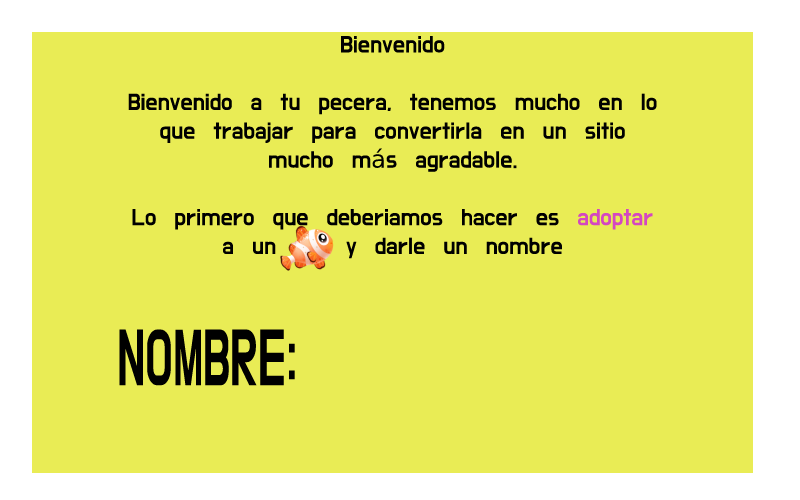 Bienvenido
Bienvenido a tu pecera, tenemos mucho en lo
que trabajar para convertirla en un sitio
mucho más agradable.
Lo primero que deberiamos hacer es adoptar
a un y darle un nombre
NOMBRE: